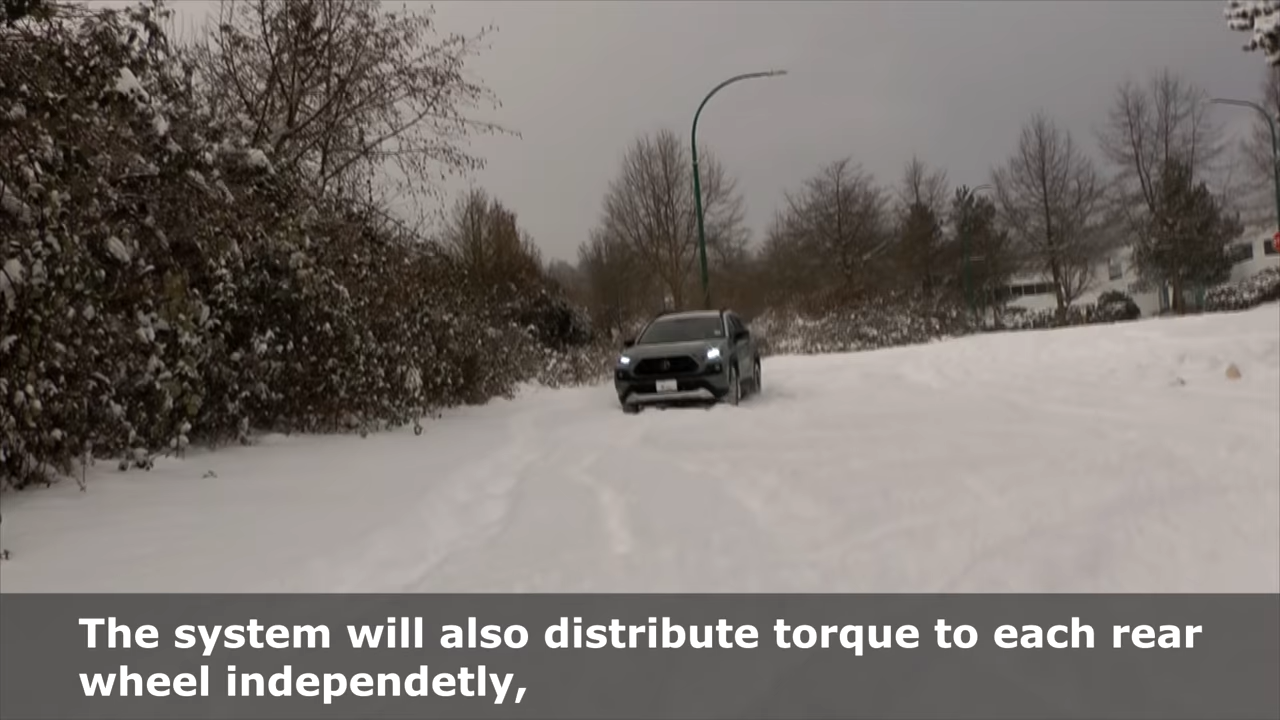 The system will also distribute torque to each rear
wheel independetly,